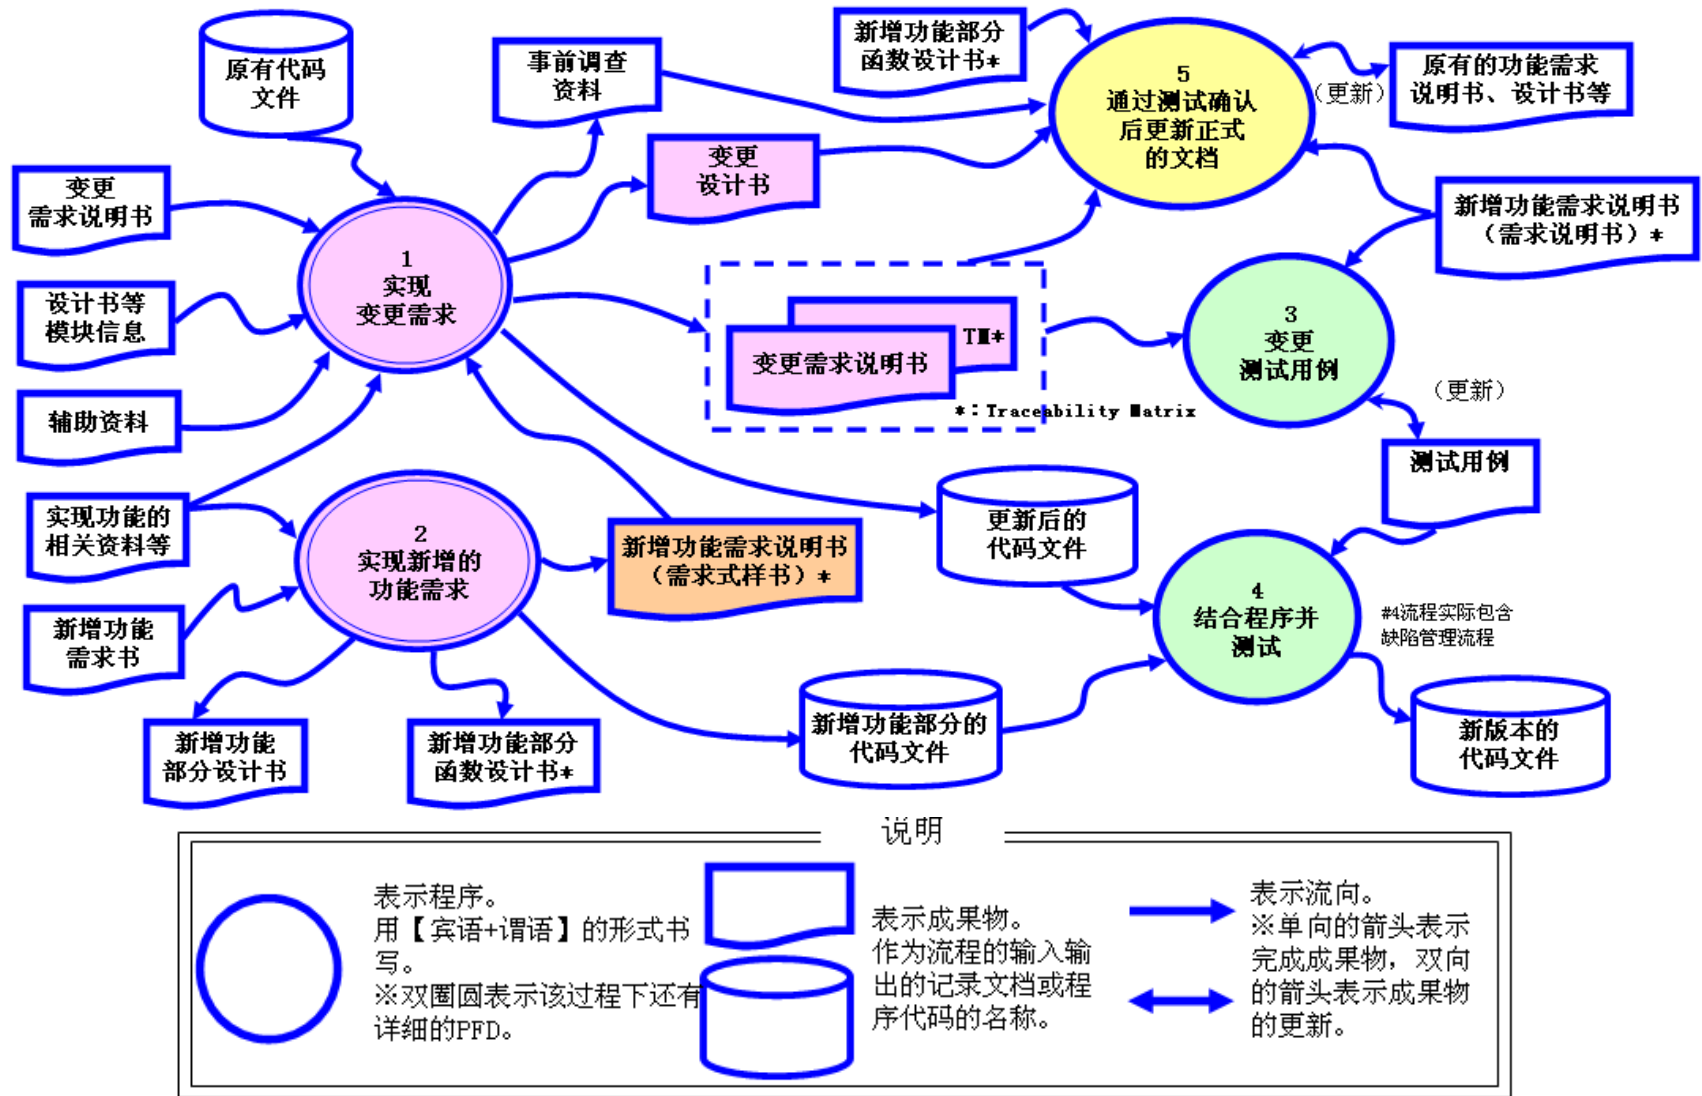 原有代码
文件
事前调查
资料
新增功能部分
函数设计书*
5
通过测试确认
后更新正式
的文档
（更新）
原有的功能需求
说明书、设计书等
变更
需求说明书
变更
设计书
新增功能需求说明书
（需求说明书）*
1
实现
变更需求
设计书等
模块信息
TM*
变更需求说明书
*：Traceability Matrix
3
变更
测试用例
（更新）
辅助资料
测试用例
实现功能的
相关资料等
2
实现新增的
功能需求
新增功能需求说明书
（需求式样书）*
更新后的
代码文件
4
结合程序并
测试
#4流程实际包含
缺陷管理流程
新增功能
需求书
新增功能
部分设计书
新增功能部分
函数设计书*
新增功能部分的
代码文件
新版本的
代码文件
说明
表示程序。
用【宾语+谓语】的形式书
写。
※双圈圆表示该过程下还有
详细的PFD。
表示成果物。
作为流程的输入输
出的记录文档或程
序代码的名称。
表示流向。
※单向的箭头表示
完成成果物，双向
的箭头表示成果物
的更新。